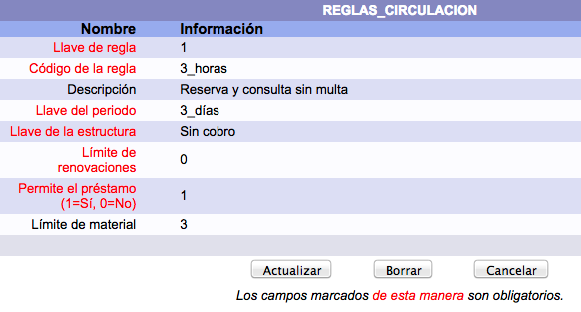 REGLAS_CIRCULACION
Nombre Información
Llave de regla 1
Código de la regla 3_horas
Descripción Reserva y consulta sin multa
Llave del periodo 3_días
Llave de la estructura Sin cobro
Límite de
renovaciones 0
Permite el préstamo
(1=Sí, 0=No) 1
Límite de material 3
Actualizar Borrar Cancelar
Los campos marcados de esta manera son obligatorios.